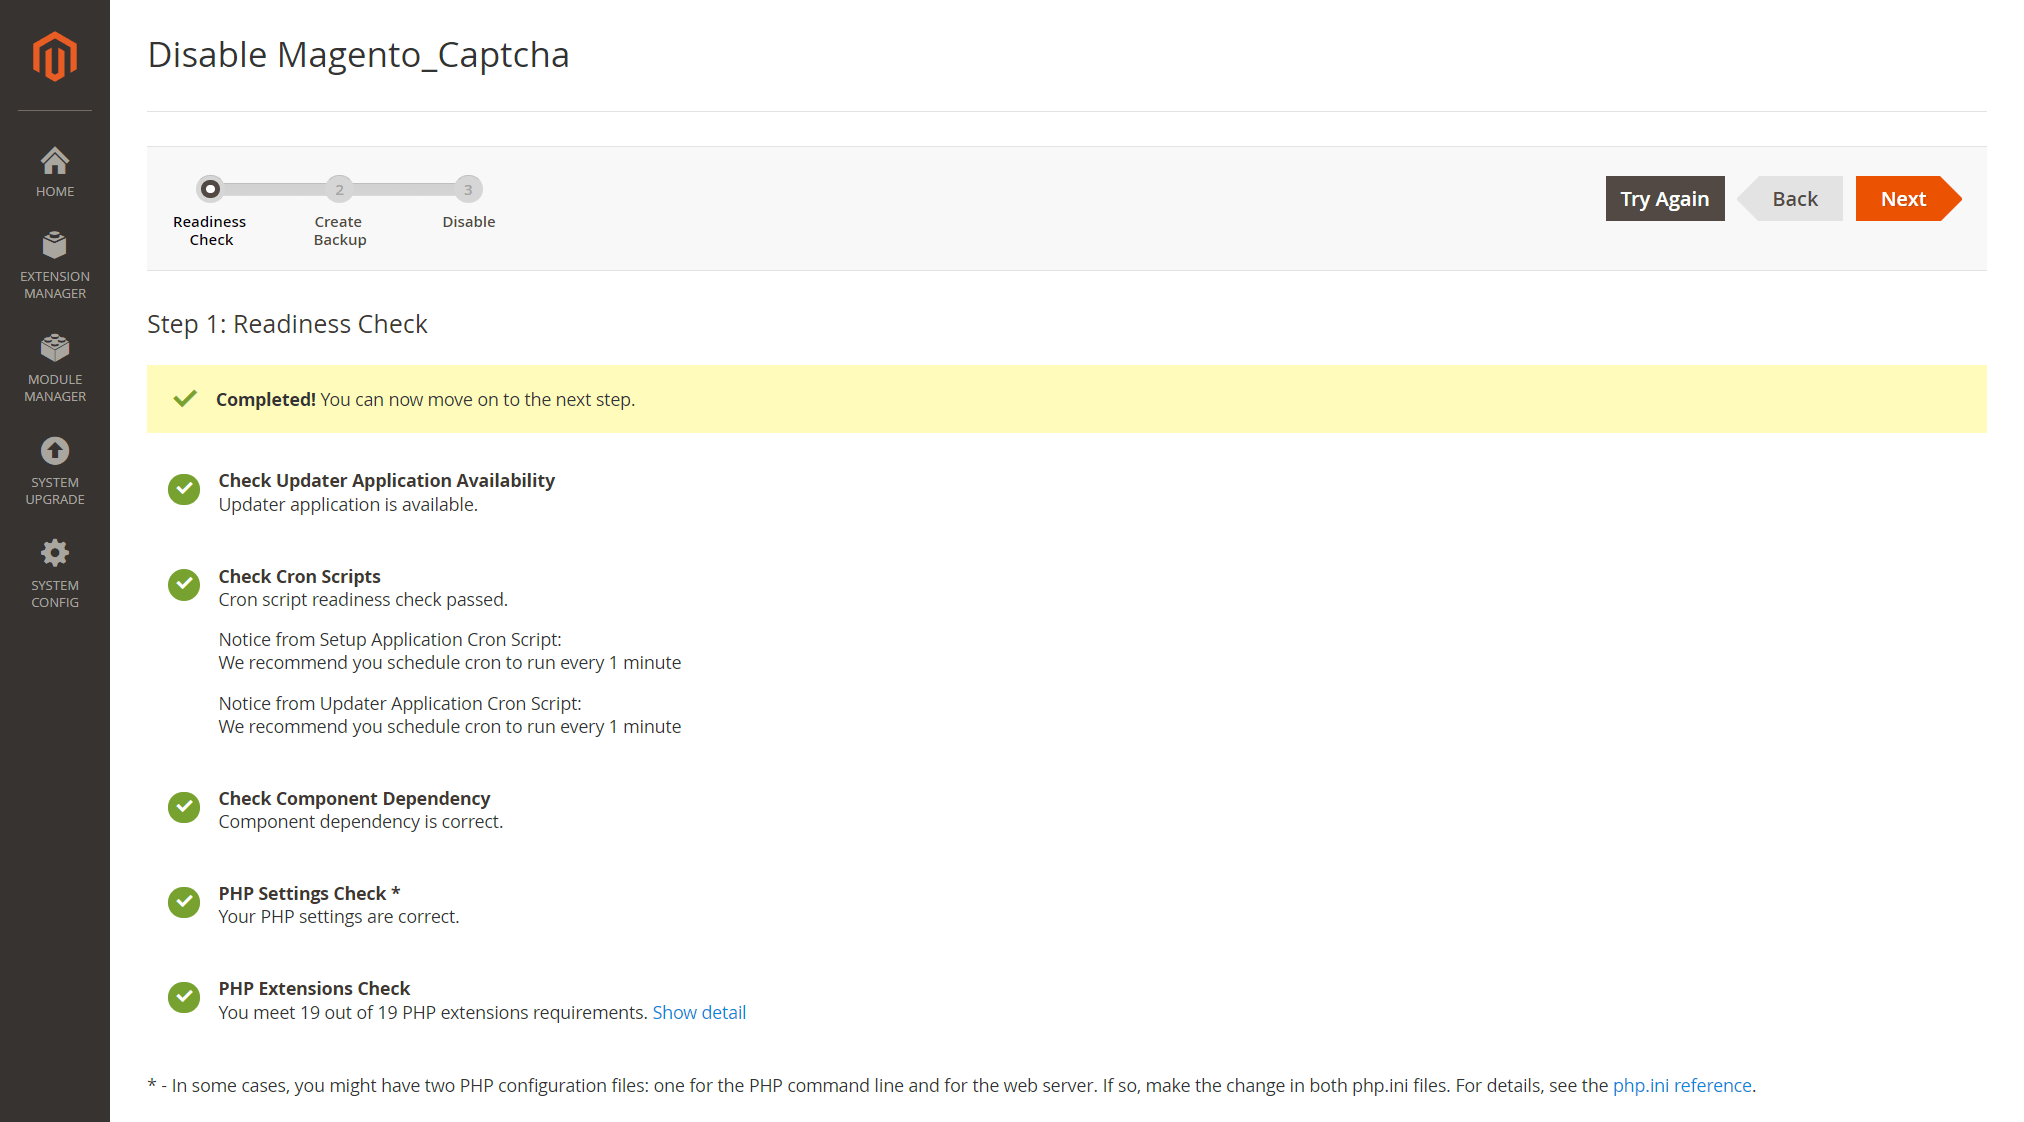 Disable Magento_Captcha
HOME
EXTENSION
MANAGER
MODULE
MANAGER
SYSTEM
UPGRADE
SYSTEM
CONFIG
2
3
Readiness
Check
Create
Backup
Disable
Try Again
Back
Next
Step 1: Readiness Check
Completed! You can now move on to the next step.
Check Updater Application Availability
Updater application is available.
Check Cron Scripts
Cron script readiness check passed.
Notice from Setup Application Cron Script:
We recommend you schedule cron to run every 1 minute
Notice from Updater Application Cron Script:
We recommend you schedule cron to run every 1 minute
Check Component Dependency
Component dependency is correct.
PHP Settings Check *
Your PHP settings are correct.
PHP Extensions Check
You meet 19 out of 19 PHP extensions requirements. Show detail
* - In some cases, you might have two PHP configuration files: one for the PHP command line and for the web server. If so, make the change in both php.ini files. For details, see the php.ini reference.